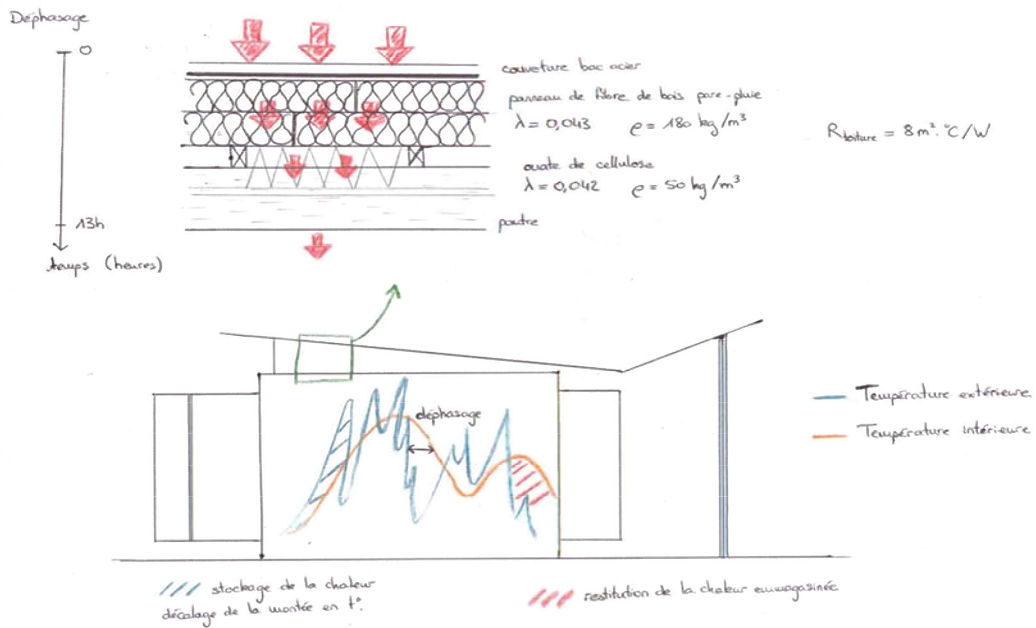 Déphasage
0
13h
temps (heures)
couverture bac acier
panneau de fibre de bois pare-pluie
λ = 0,043 ρ = 180 kg/m³
R toiture = 8 m².°C/W
ouate de cellulose
λ = 0,042 ρ = 50 kg/m³
poutre
déphasage
Température extérieure
Température intérieure
stockage de la chaleur
décalage de la montée en t°.
restitution de la chaleur emmagasinée